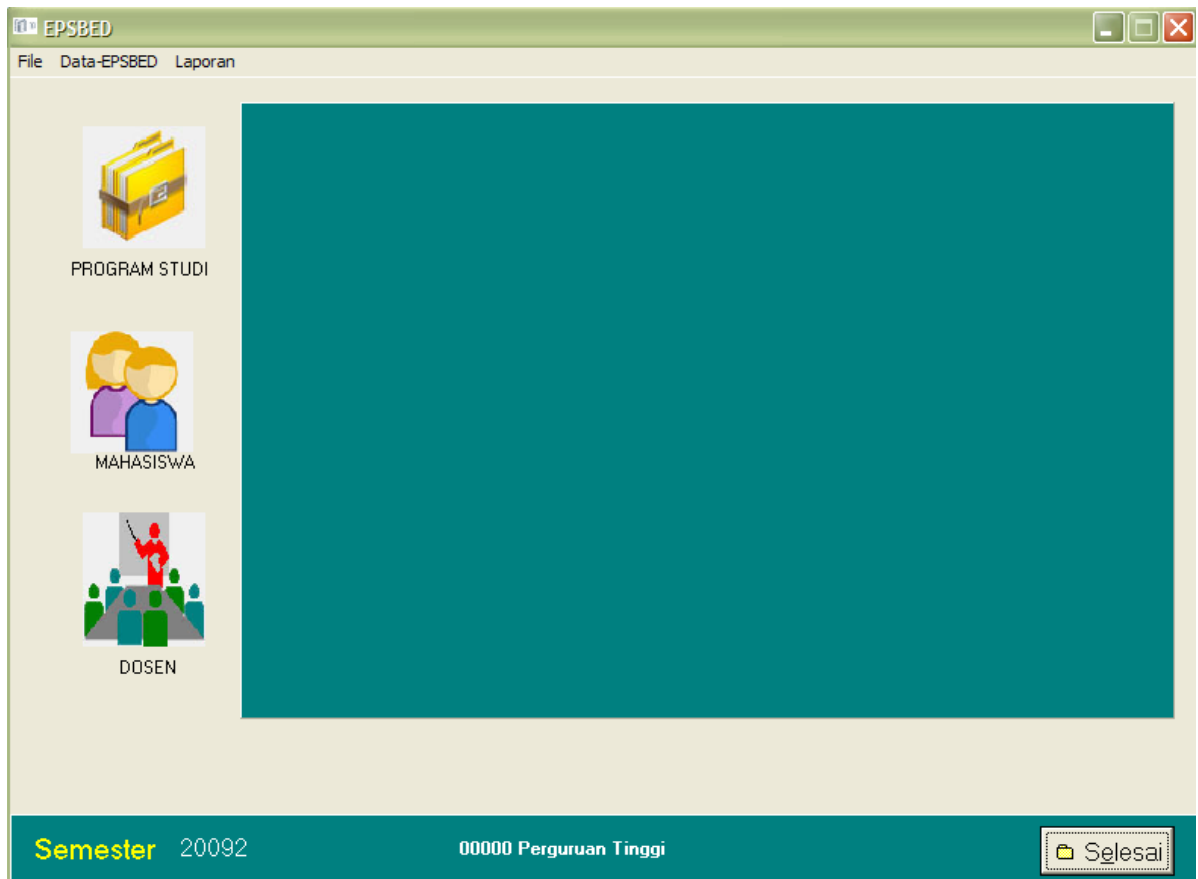 EPSBED
File Data-EPSBED Laporan
PROGRAM STUDI
MAHASISWA
DOSEN
Semester 20092 00000 Perguruan Tinggi Selesai